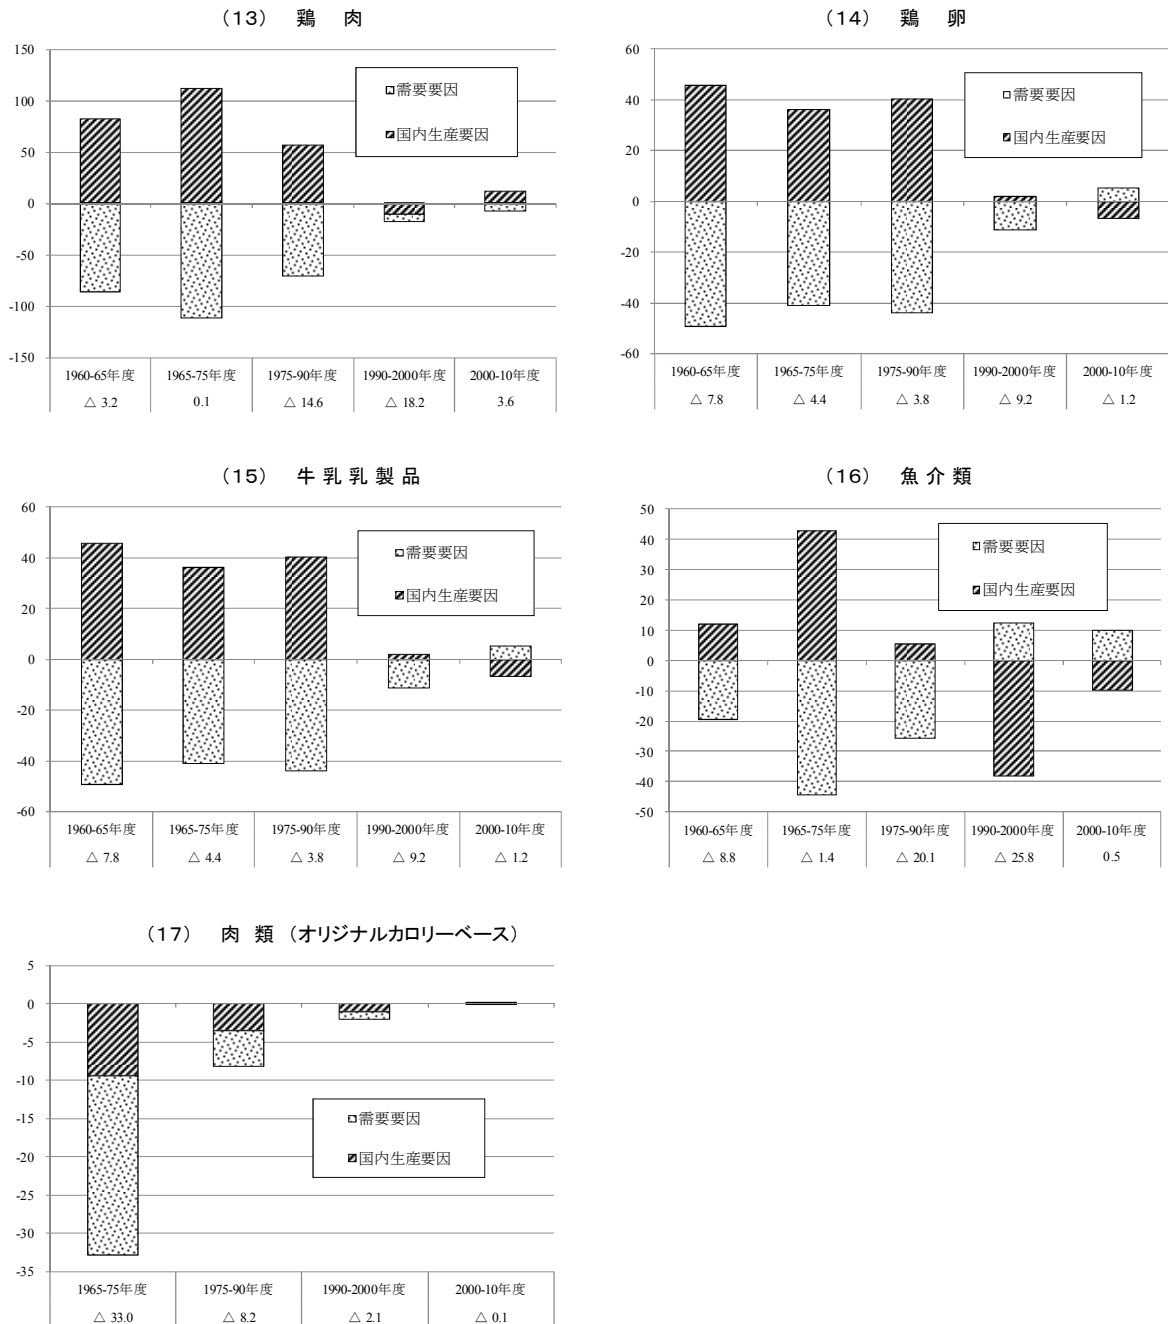 (13) 鶏 肉
150
100
50
0
-50
-100
-150
需要要因
国内生産要因
1960-65年度 1965-75年度 1975-90年度 1990-2000年度 2000-10年度
△ 3.2 0.1 △ 14.6 △ 18.2 3.6
(14) 鶏 卵
60
40
20
0
-20
-40
-60
需要要因
国内生産要因
1960-65年度 1965-75年度 1975-90年度 1990-2000年度 2000-10年度
△ 7.8 △ 4.4 △ 3.8 △ 9.2 △ 1.2
(15) 牛 乳 乳 製 品
60
40
20
0
-20
-40
-60
需要要因
国内生産要因
1960-65年度 1965-75年度 1975-90年度 1990-2000年度 2000-10年度
△ 7.8 △ 4.4 △ 3.8 △ 9.2 △ 1.2
(16) 魚 介 類
50
40
30
20
10
0
-10
-20
-30
-40
-50
需要要因
国内生産要因
1960-65年度 1965-75年度 1975-90年度 1990-2000年度 2000-10年度
△ 8.8 △ 1.4 △ 20.1 △ 25.8 0.5
(17) 肉 類 (オリジナルカロリーベース)
5
0
-5
-10
-15
-20
-25
-30
-35
需要要因
国内生産要因
1965-75年度 1975-90年度 1990-2000年度 2000-10年度
△ 33.0 △ 8.2 △ 2.1 △ 0.1